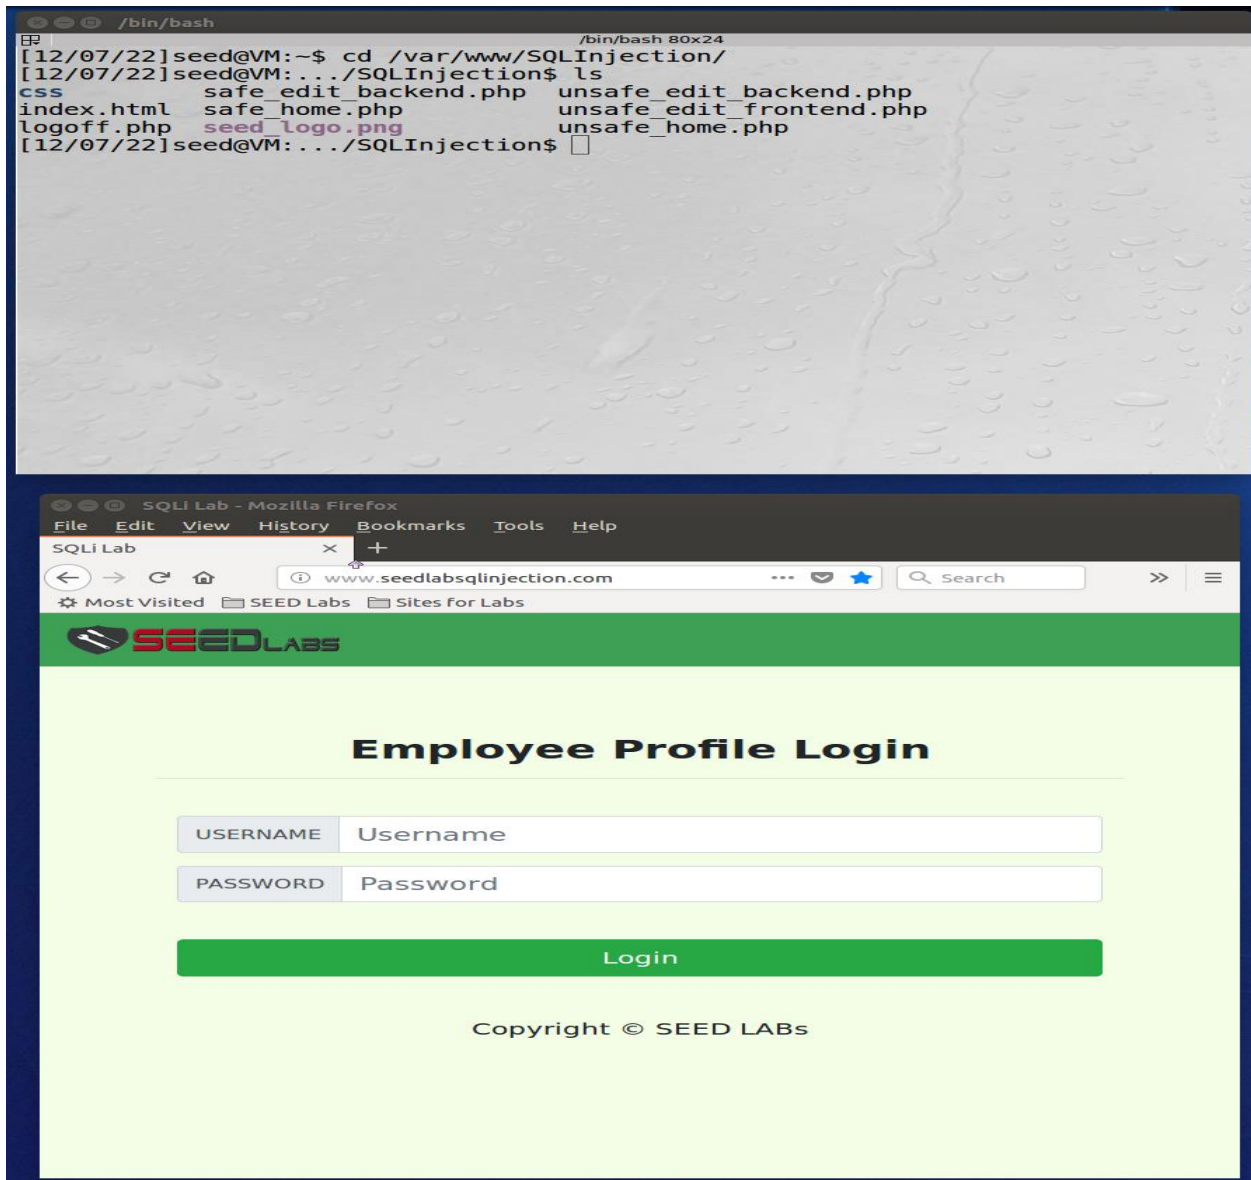 /bin/bash
/bin/bash 80x24
[12/07/22]seed@VM:~$ cd /var/www/SQLInjection/
[12/07/22]seed@VM:.../SQLInjection$ ls
css safe_edit_backend.php unsafe_edit_backend.php
index.html safe_home.php unsafe_edit_frontend.php
logoff.php seed_logo.png unsafe_home.php
[12/07/22]seed@VM:.../SQLInjection$
SQLi Lab - Mozilla Firefox
File Edit View History Bookmarks Tools Help
SQLi Lab
www.seedlabsqlinjection.com Search
Most Visited SEED Labs Sites for Labs
SEEDLABS
Employee Profile Login
USERNAME Username
PASSWORD Password
Login
Copyright © SEED LABs